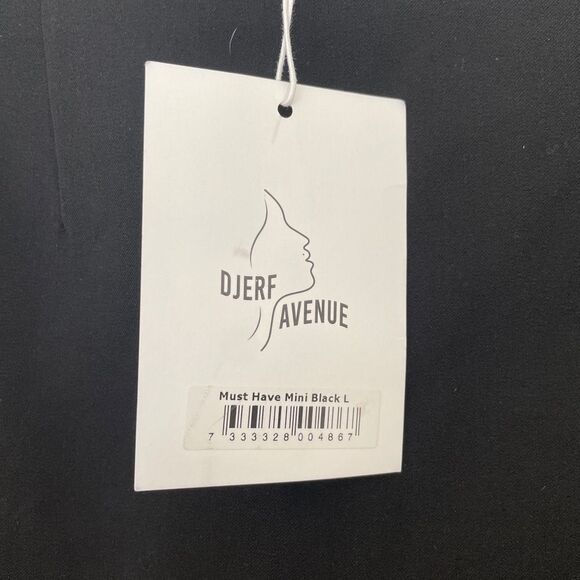 DJERF
AVENUE
Must Have Mini Black L
7 333328 004867